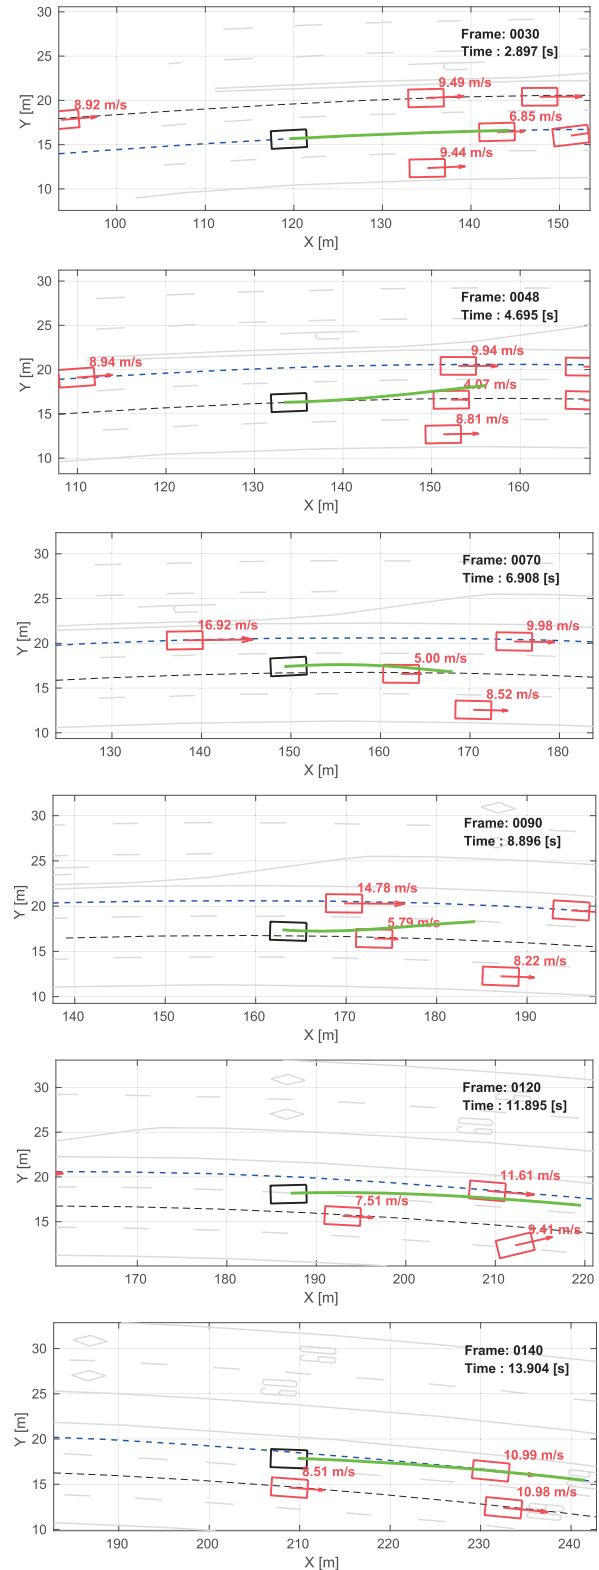 30
25
20
15
10
Y [m]
Frame: 0030
Time : 2.897 [s]
8.92 m/s
9.49 m/s
6.85 m/s
9.44 m/s
100
110
120
130
140
150
X [m]
30
25
20
15
10
Y [m]
Frame: 0048
Time : 4.695 [s]
8.94 m/s
9.94 m/s
4.07 m/s
8.81 m/s
110
120
130
140
150
160
X [m]
30
25
20
15
10
Y [m]
Frame: 0070
Time : 6.908 [s]
16.92 m/s
9.98 m/s
5.00 m/s
8.52 m/s
130
140
150
160
170
180
X [m]
30
25
20
15
10
Y [m]
Frame: 0090
Time : 8.896 [s]
14.78 m/s
5.79 m/s
8.22 m/s
140
150
160
170
180
190
X [m]
30
25
20
15
Y [m]
Frame: 0120
Time : 11.895 [s]
11.61 m/s
7.51 m/s
9.41 m/s
170
180
190
200
210
220
X [m]
30
25
20
15
10
Y [m]
Frame: 0140
Time : 13.904 [s]
10.99 m/s
8.51 m/s
10.98 m/s
190
200
210
220
230
240
X [m]